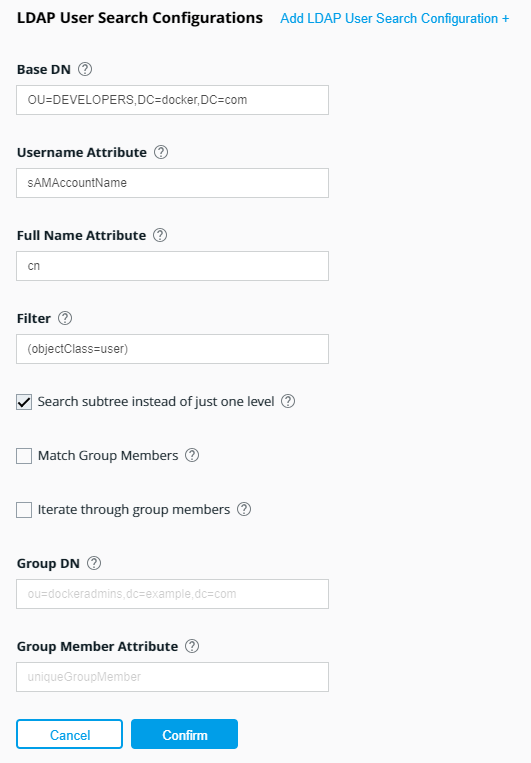 LDAP User Search Configurations Add LDAP User Search Configuration +
Base DN ?
OU=DEVELOPERS,DC=docker,DC=com
Username Attribute ?
sAMAccountName
Full Name Attribute ?
cn
Filter ?
(objectClass=user)
Search subtree instead of just one level ?
Match Group Members ?
Iterate through group members ?
Group DN ?
ou=dockeradmins,dc=example,dc=com
Group Member Attribute ?
uniqueGroupMember
Cancel Confirm